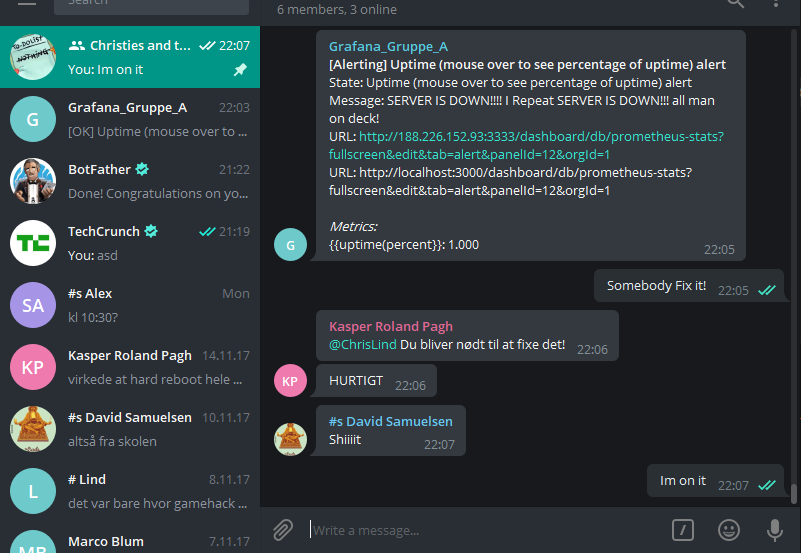 Search
6 members, 3 online
TO-DO LIST
NOTHING
Christies and t... 22:07
You: Im on it
G
Grafana_Gruppe_A 22:03
[OK] Uptime (mouse over to ...
BotFather 21:22
Done! Congratulations on yo...
TechCrunch 21:19
You: asd
SA
#s Alex Mon
kl 10:30?
KP
Kasper Roland Pagh 14.11.17
virkede at hard reboot hele ...
#s David Samuelsen 10.11.17
altså fra skolen
L
# Lind 8.11.17
det var bare hvor gamehack ...
MB
Marco Blum 7.11.17
Grafana_Gruppe_A
[Alerting] Uptime (mouse over to see percentage of uptime) alert
State: Uptime (mouse over to see percentage of uptime) alert
Message: SERVER IS DOWN!!!! I Repeat SERVER IS DOWN!!! all man
on deck!
URL: http://188.226.152.93:3333/dashboard/db/prometheus-stats?
fullscreen&edit&tab=alert&panelId=12&orgId=1
URL: http://localhost:3000/dashboard/db/prometheus-stats?
fullscreen&edit&tab=alert&panelId=12&orgId=1
Metrics:
{{uptime(percent}}: 1.000
22:05
G
Somebody Fix it! 22:05
Kasper Roland Pagh
@ChrisLind Du bliver nødt til at fixe det! 22:06
KP
HURTIGT 22:06
#s David Samuelsen
Shiiiit
22:07
Im on it 22:07
Write a message...